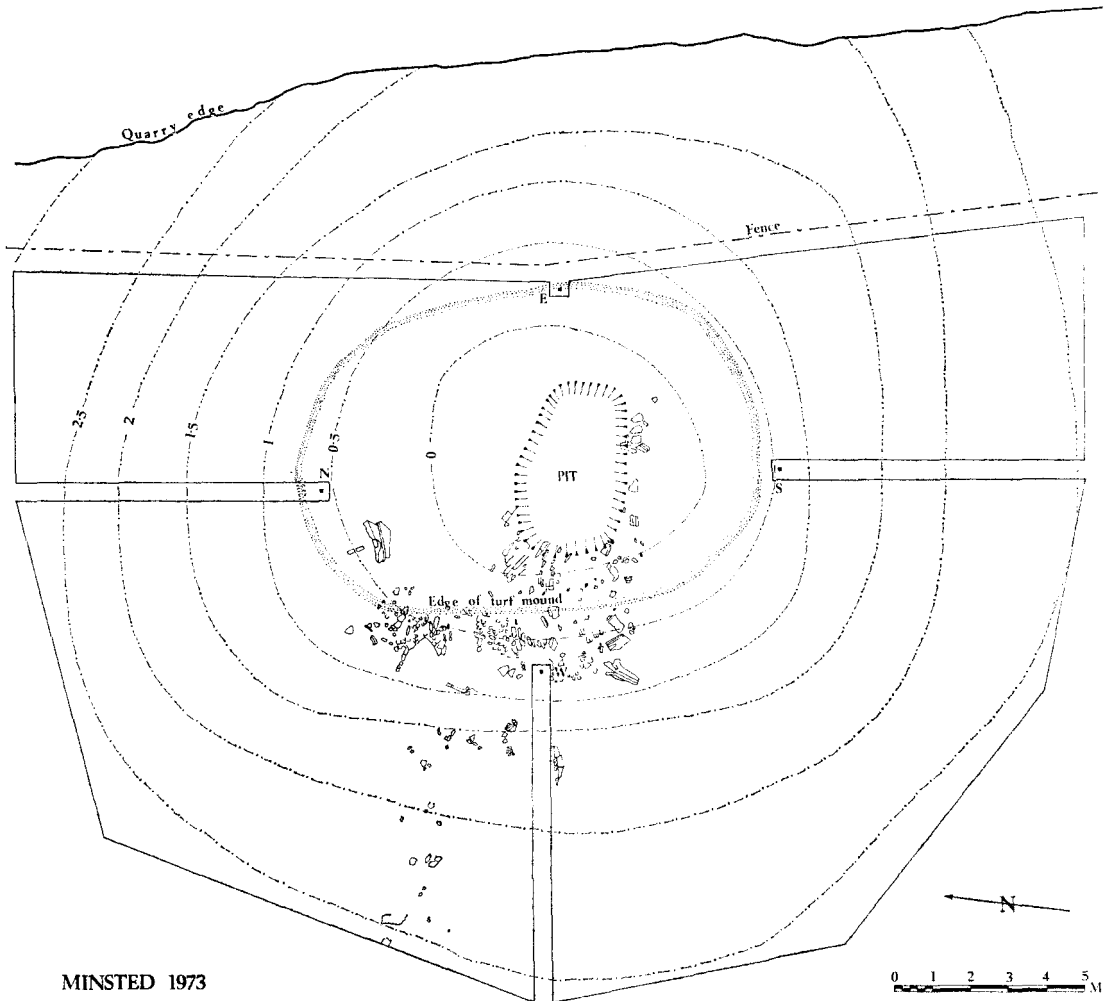 Quarry edge
Fence
E
2·5
2
1·5
1
0·5
0
N
PIT
S
Edge of turf mound
W
N
MINSTED 1973
0 1 2 3 4 5 M